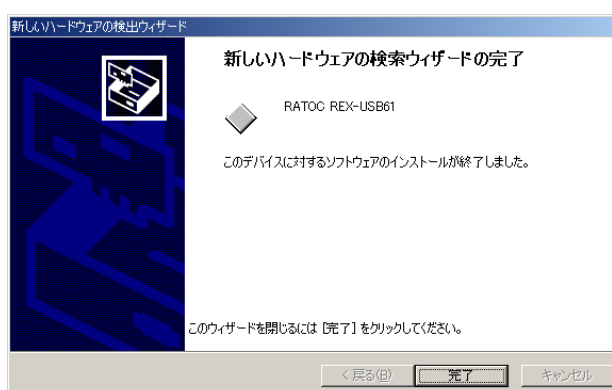 新しいハードウェアの検出ウィザード
新しいハードウェアの検索ウィザードの完了
RATOC REX-USB61
このデバイスに対するソフトウェアのインストールが終了しました。
このウィザードを閉じるには [完了] をクリックしてください。
< 戻る(B)
完了
キャンセル